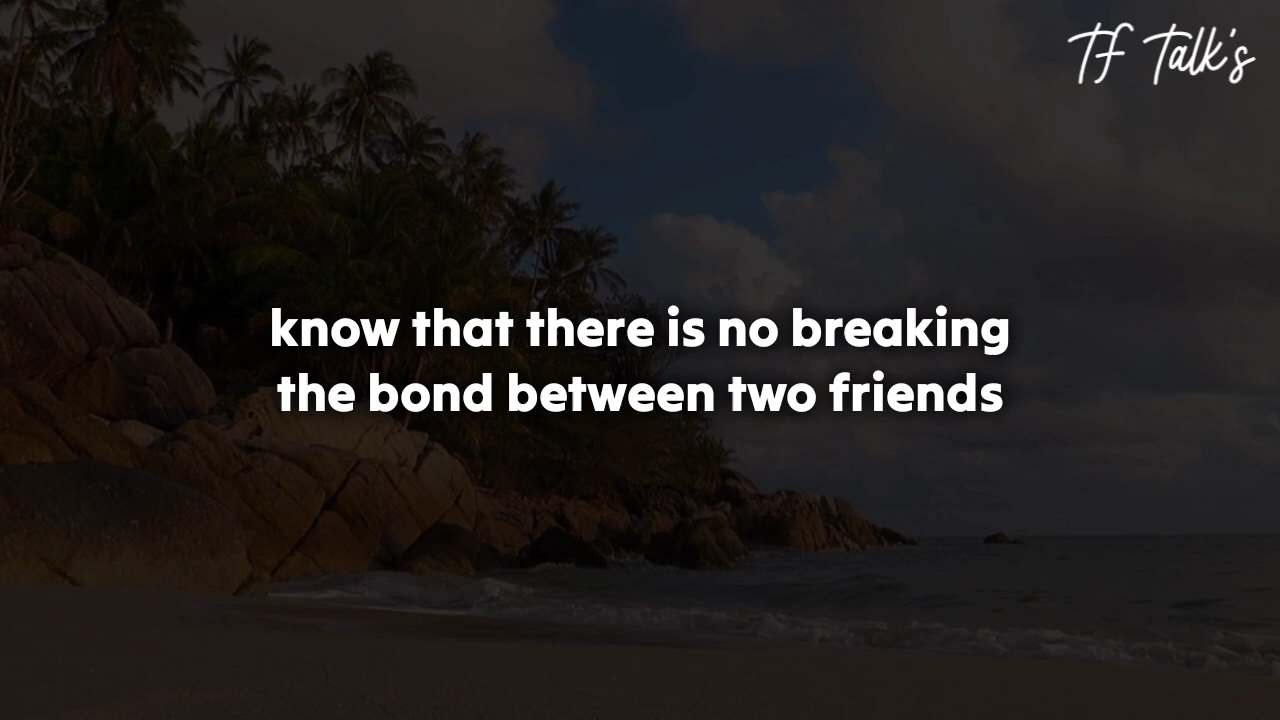 TF Talk's
know that there is no breaking
the bond between two friends